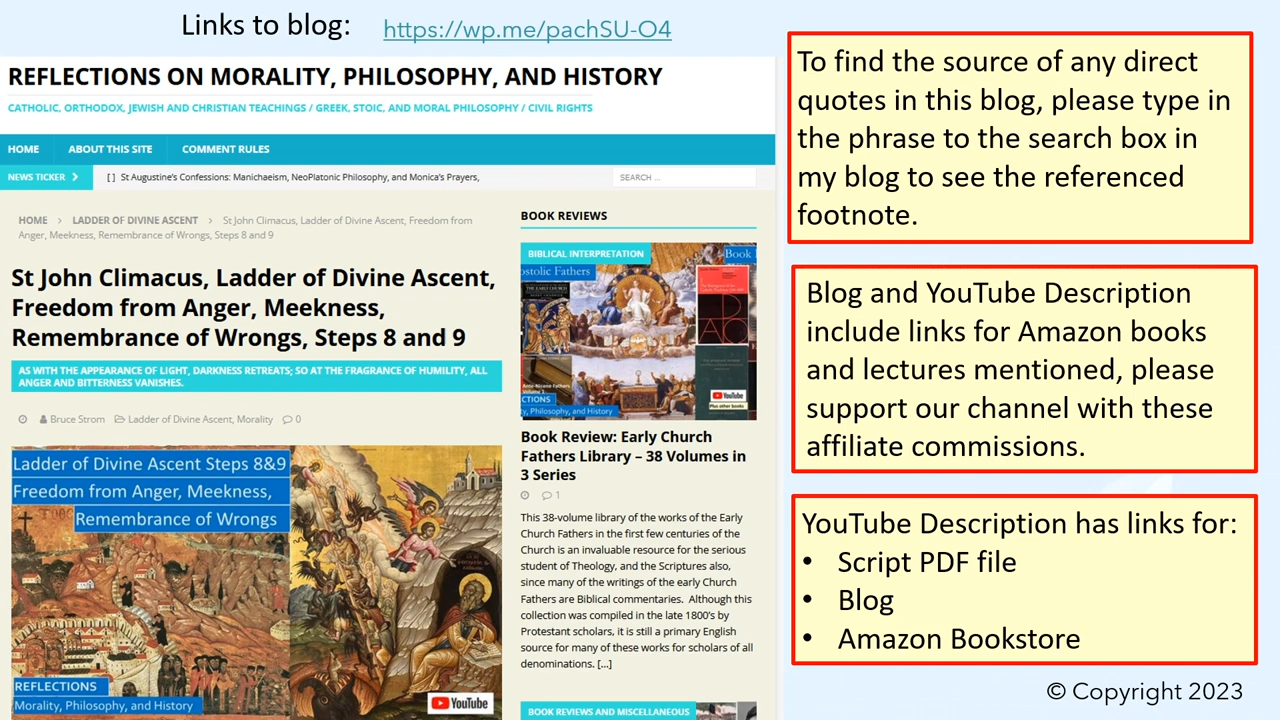 Links to blog: https://wp.me/pachSU-O4
REFLECTIONS ON MORALITY, PHILOSOPHY, AND HISTORY
CATHOLIC, ORTHODOX, JEWISH AND CHRISTIAN TEACHINGS / GREEK, STOIC, AND MORAL PHILOSOPHY / CIVIL RIGHTS
HOME ABOUT THIS SITE COMMENT RULES
NEWS TICKER [ ] St Augustine's Confessions: Manichaeism, NeoPlatonic Philosophy, and Monica's Prayers,
SEARCH ...
HOME > LADDER OF DIVINE ASCENT > St John Climacus, Ladder of Divine Ascent, Freedom from
Anger, Meekness, Remembrance of Wrongs, Steps 8 and 9
St John Climacus, Ladder of Divine Ascent,
Freedom from Anger, Meekness,
Remembrance of Wrongs, Steps 8 and 9
AS WITH THE APPEARANCE OF LIGHT, DARKNESS RETREATS; SO AT THE FRAGRANCE OF HUMILITY, ALL
ANGER AND BITTERNESS VANISHES.
Bruce Strom Ladder of Divine Ascent, Morality 0
Ladder of Divine Ascent Steps 8&9
Freedom from Anger, Meekness,
Remembrance of Wrongs
REFLECTIONS
Morality, Philosophy, and History
YouTube
BOOK REVIEWS
BIBLICAL INTERPRETATION
Book
ostolic Fathers
CTIONS
YouTube
Plus other books
ty, Philosophy, and History
Book Review: Early Church
Fathers Library – 38 Volumes in
3 Series
1
This 38-volume library of the works of the Early
Church Fathers in the first few centuries of the
Church is an invaluable resource for the serious
student of Theology, and the Scriptures also,
since many of the writings of the early Church
Fathers are Biblical commentaries. Although this
collection was compiled in the late 1800's by
Protestant scholars, it is still a primary English
source for many of these works for scholars of all
denominations. [...]
BOOK REVIEWS AND MISCELLANEOUS
To find the source of any direct
quotes in this blog, please type in
the phrase to the search box in
my blog to see the referenced
footnote.
Blog and YouTube Description
include links for Amazon books
and lectures mentioned, please
support our channel with these
affiliate commissions.
YouTube Description has links for:
• Script PDF file
• Blog
• Amazon Bookstore
© Copyright 2023